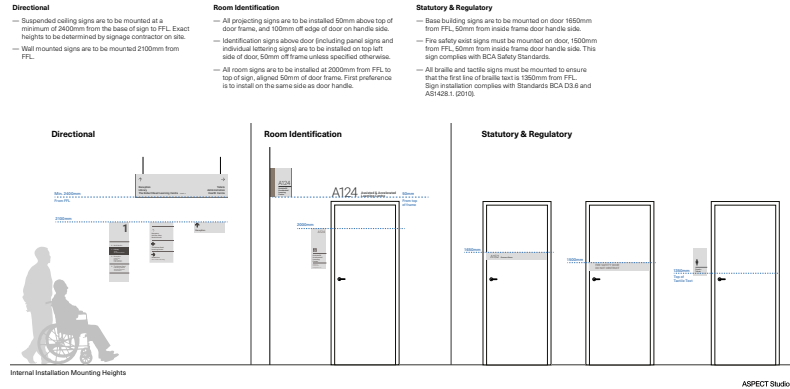 Directional
— Suspended ceiling signs are to be mounted at a
minimum of 2400mm from the base of sign to FFL. Exact
heights to be determined by signage contractor on site.
— Wall mounted signs are to be mounted 2100mm from
FFL.
Room Identification
— All projecting signs are to be installed 50mm above top of
door frame, and 100mm off edge of door on handle side.
— Identification signs above door (including panel signs and
individual lettering signs) are to be installed on top left
side of door, 50mm off frame unless specified otherwise.
— All room signs are to be installed at 2000mm from FFL to
top of sign, aligned 50mm of door frame. First preference
is to install on the same side as door handle.
Statutory & Regulatory
— Base building signs are to be mounted on door 1650mm
from FFL, 50mm from inside frame door handle side.
— Fire safety exist signs must be mounted on door, 1500mm
from FFL, 50mm from inside frame door handle side. This
sign complies with BCA Safety Standards.
— All braille and tactile signs must be mounted to ensure
that the first line of braille text is 1350mm from FFL.
Sign installation complies with Standards BCA D3.6 and
AS1428.1. (2010).
Directional
Min. 2400mm
From FFL
2100mm
1
Room Identification
A124
A124
50mm
From top
of frame
2000mm
Statutory & Regulatory
1650mm
1500mm
1350mm
Top of
Tactile Text
Internal Installation Mounting Heights
ASPECT Studio